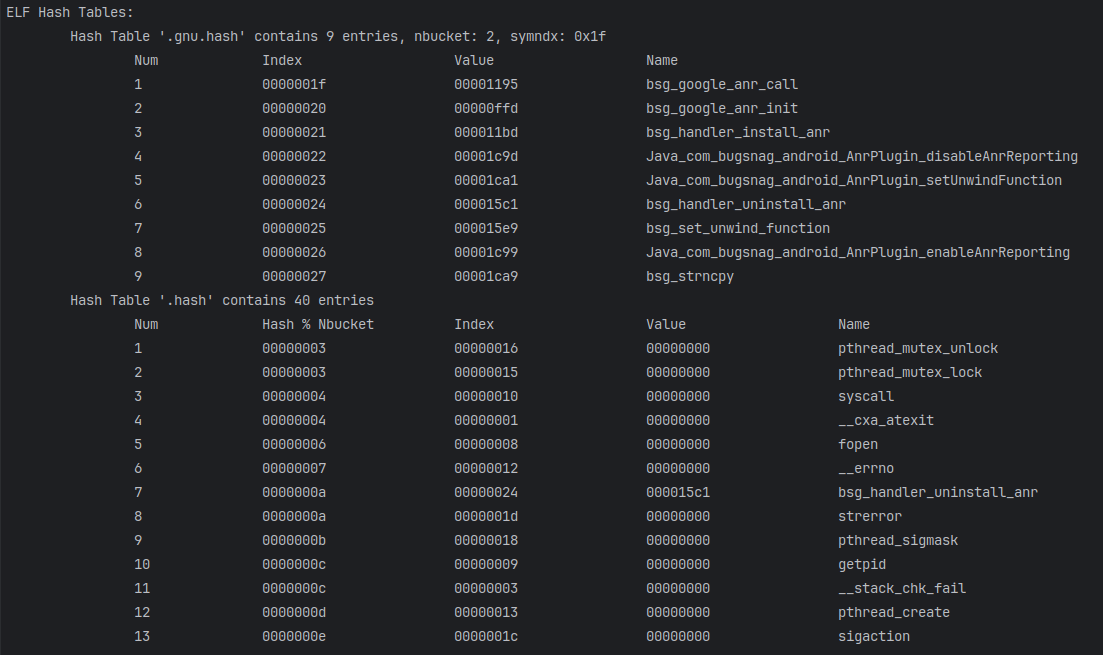 ELF Hash Tables:
Hash Table '.gnu.hash' contains 9 entries, nbucket: 2, symndx: 0x1f
Num Index Value Name
1 0000001f 00001195 bsg_google_anr_call
2 00000020 00000ffd bsg_google_anr_init
3 00000021 000011bd bsg_handler_install_anr
4 00000022 00001c9d Java_com_bugsnag_android_AnrPlugin_disableAnrReporting
5 00000023 00001ca1 Java_com_bugsnag_android_AnrPlugin_setUnwindFunction
6 00000024 000015c1 bsg_handler_uninstall_anr
7 00000025 000015e9 bsg_set_unwind_function
8 00000026 00001c99 Java_com_bugsnag_android_AnrPlugin_enableAnrReporting
9 00000027 00001ca9 bsg_strncpy
Hash Table '.hash' contains 40 entries
Num Hash % Nbucket Index Value Name
1 00000003 00000016 00000000 pthread_mutex_unlock
2 00000003 00000015 00000000 pthread_mutex_lock
3 00000004 00000010 00000000 syscall
4 00000004 00000001 00000000 __cxa_atexit
5 00000006 00000008 00000000 fopen
6 00000007 00000012 00000000 __errno
7 0000000a 00000024 000015c1 bsg_handler_uninstall_anr
8 0000000a 0000001d 00000000 strerror
9 0000000b 00000018 00000000 pthread_sigmask
10 0000000c 00000009 00000000 getpid
11 0000000c 00000003 00000000 __stack_chk_fail
12 0000000d 00000013 00000000 pthread_create
13 0000000e 0000001c 00000000 sigaction